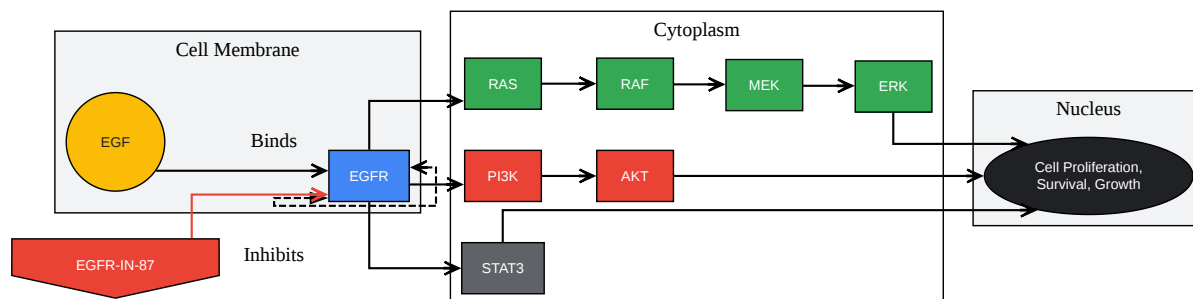 Cell Membrane
Cytoplasm
Nucleus
EGF
Binds
EGFR
RAS
RAF
MEK
ERK
PI3K
AKT
Cell Proliferation,
Survival, Growth
Inhibits
EGFR-IN-87
STAT3